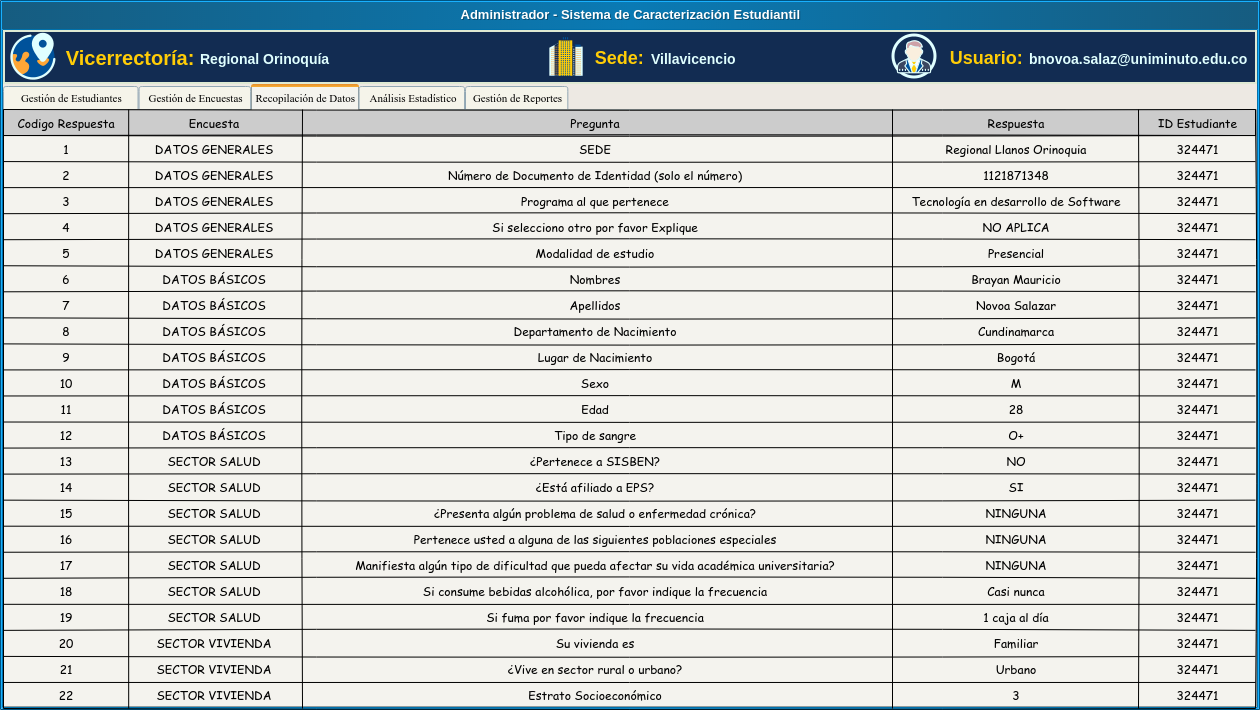 Administrador - Sistema de Caracterización Estudiantil
Vicerrectoría: Regional Orinoquía Sede: Villavicencio Usuario: bnovoa.salaz@uniminuto.edu.co
Gestión de Estudiantes Gestión de Encuestas Recopilación de Datos Análisis Estadístico Gestión de Reportes
Codigo Respuesta Encuesta Pregunta Respuesta ID Estudiante
1 DATOS GENERALES SEDE Regional Llanos Orinoquia 324471
2 DATOS GENERALES Número de Documento de Identidad (solo el número) 1121871348 324471
3 DATOS GENERALES Programa al que pertenece Tecnología en desarrollo de Software 324471
4 DATOS GENERALES Si selecciono otro por favor Explique NO APLICA 324471
5 DATOS GENERALES Modalidad de estudio Presencial 324471
6 DATOS BÁSICOS Nombres Brayan Mauricio 324471
7 DATOS BÁSICOS Apellidos Novoa Salazar 324471
8 DATOS BÁSICOS Departamento de Nacimiento Cundinamarca 324471
9 DATOS BÁSICOS Lugar de Nacimiento Bogotá 324471
10 DATOS BÁSICOS Sexo M 324471
11 DATOS BÁSICOS Edad 28 324471
12 DATOS BÁSICOS Tipo de sangre O+ 324471
13 SECTOR SALUD ¿Pertenece a SISBEN? NO 324471
14 SECTOR SALUD ¿Está afiliado a EPS? SI 324471
15 SECTOR SALUD ¿Presenta algún problema de salud o enfermedad crónica? NINGUNA 324471
16 SECTOR SALUD Pertenece usted a alguna de las siguientes poblaciones especiales NINGUNA 324471
17 SECTOR SALUD Manifiesta algún tipo de dificultad que pueda afectar su vida académica universitaria? NINGUNA 324471
18 SECTOR SALUD Si consume bebidas alcohólica, por favor indique la frecuencia Casi nunca 324471
19 SECTOR SALUD Si fuma por favor indique la frecuencia 1 caja al día 324471
20 SECTOR VIVIENDA Su vivienda es Familiar 324471
21 SECTOR VIVIENDA ¿Vive en sector rural o urbano? Urbano 324471
22 SECTOR VIVIENDA Estrato Socioeconómico 3 324471